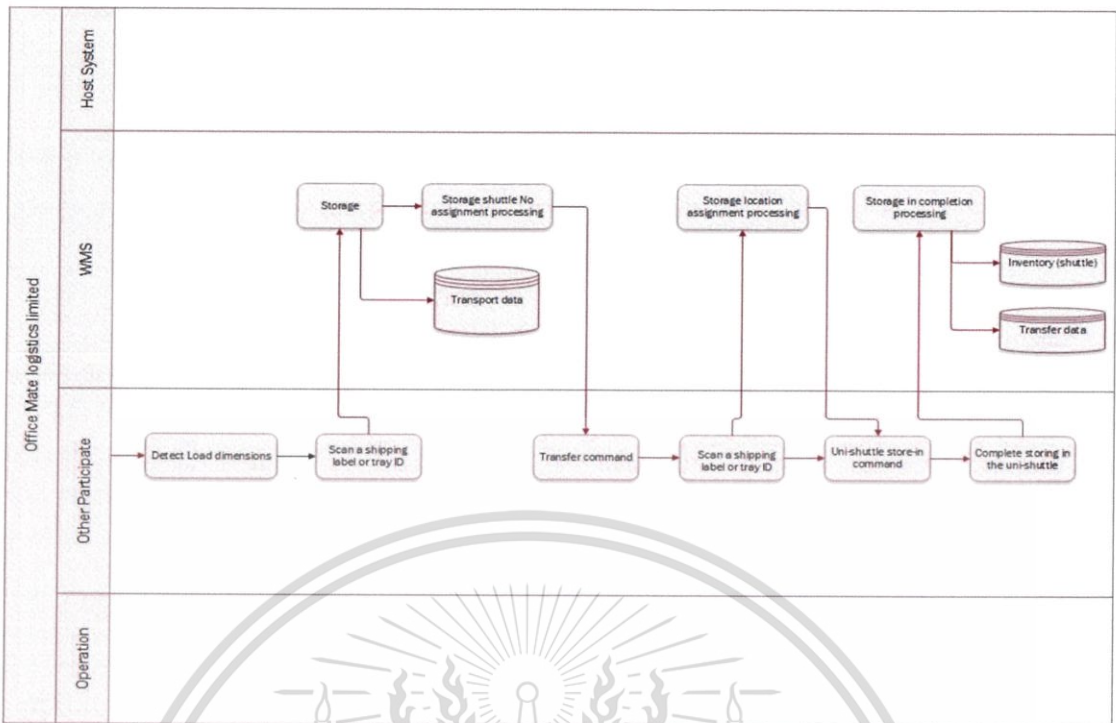 Office Mate logistics limited
Host System
WMS
Other Participate
Operation
Storage
Storage shuttle No
assignment processing
Storage location
assignment processing
Storage in completion
processing
Transport data
Inventory (shuttle)
Transfer data
Detect Load dimensions
Scan a shipping
label or tray ID
Transfer command
Scan a shipping
label or tray ID
Uni-shuttle store-in
command
Complete storing in
the uni-shuttle